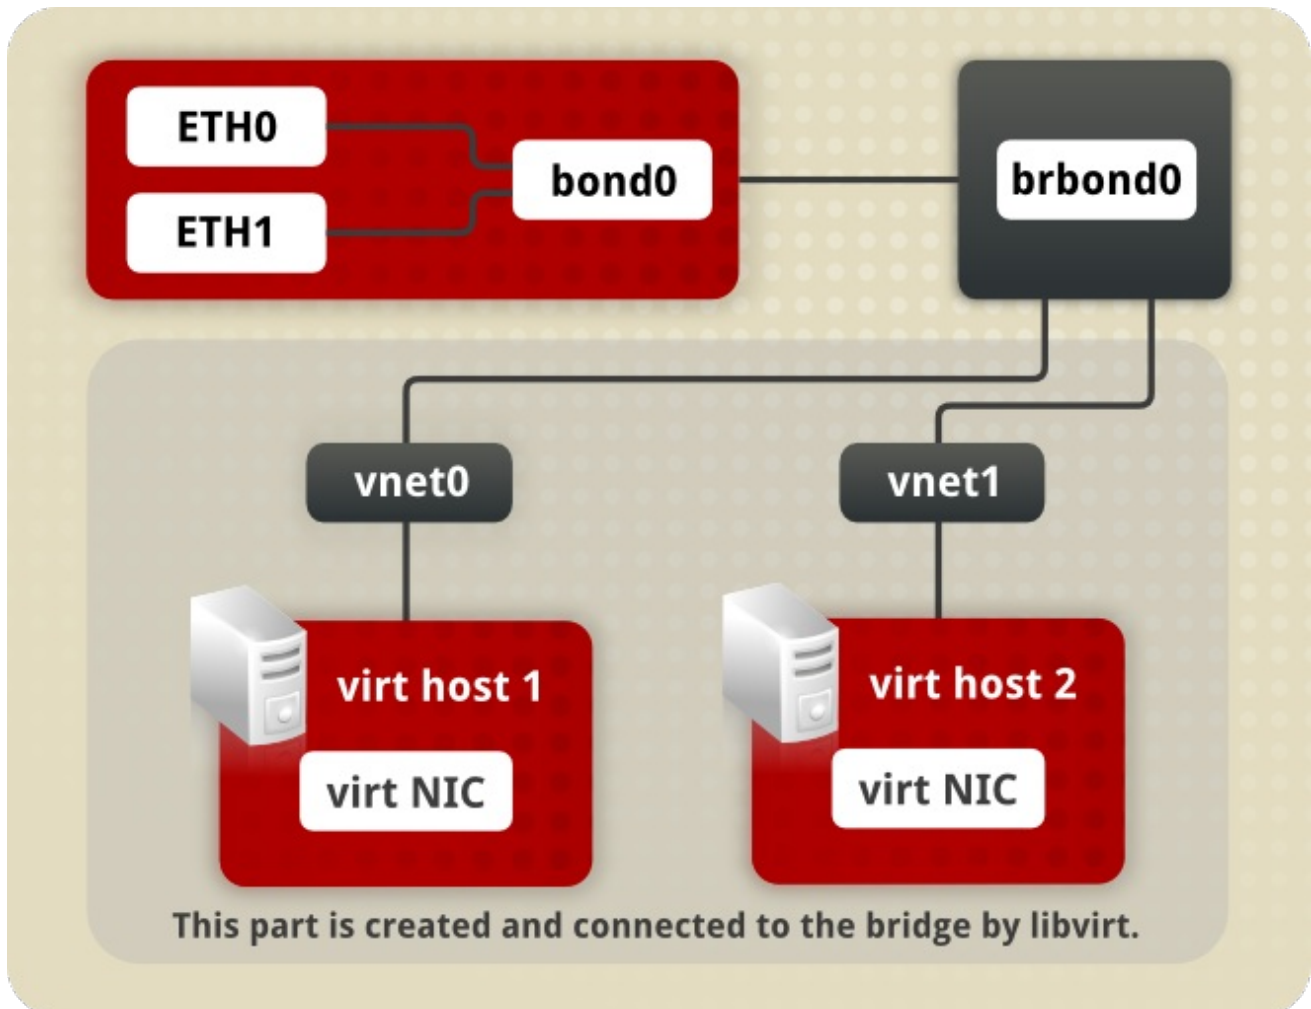 ETH0
ETH1
bond0
brbond0
vnet0
vnet1
virt host 1
virt NIC
virt host 2
virt NIC
This part is created and connected to the bridge by libvirt.